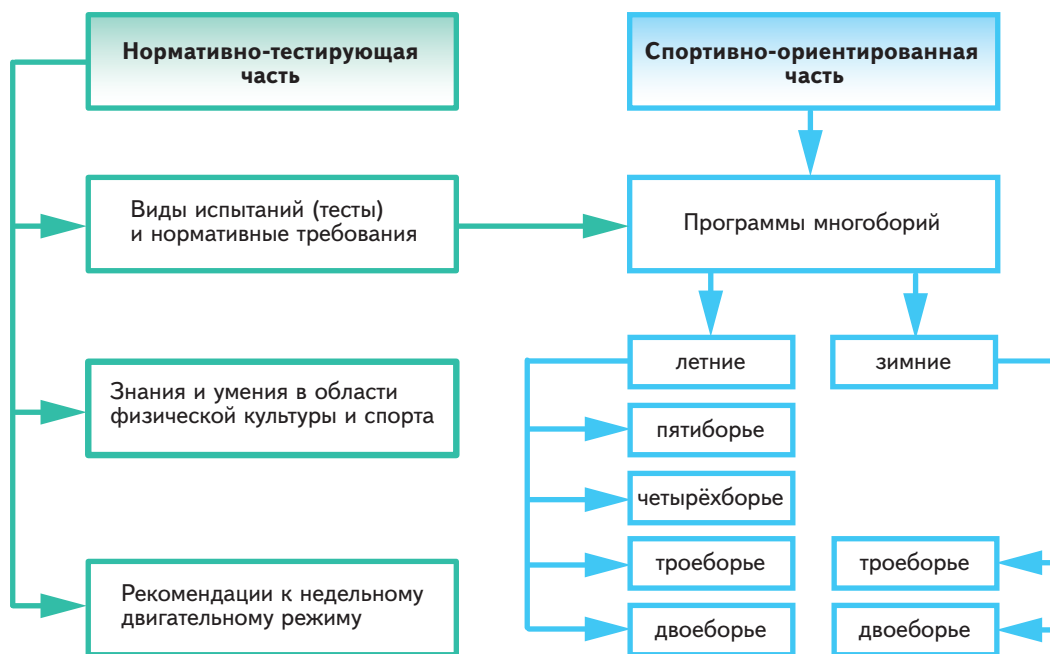 Нормативно-тестирующая
часть
Виды испытаний (тесты)
и нормативные требования
Знания и умения в области
физической культуры и спорта
Рекомендации к недельному
двигательному режиму
Спортивно-ориентированная
часть
Программы многоборий
летние
зимние
пятиборье
четырёхборье
троеборье
троеборье
двоеборье
двоеборье